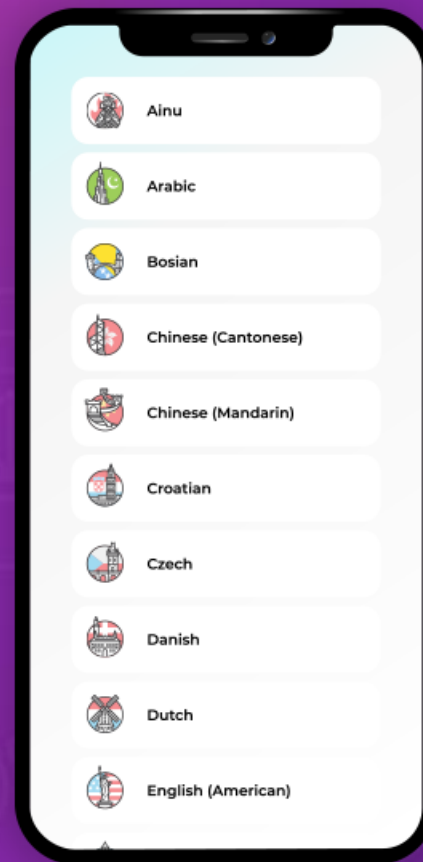 Ainu
Arabic
Bosian
Chinese (Cantonese)
Chinese (Mandarin)
Croatian
Czech
Danish
Dutch
English (American)